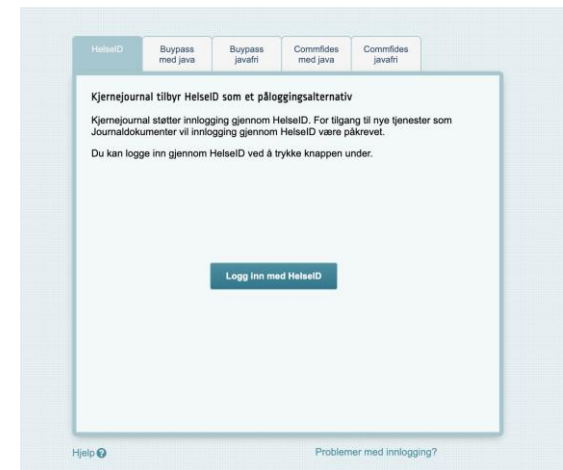 HelseID
Buypass
med java
Buypass
javafri
Commfides
med java
Commfides
javafri
Kjernejournal tilbyr HelseID som et påloggingsalternativ
Kjernejournal støtter innlogging gjennom HelseID. For tilgang til nye tjenester som
Journaldokumenter vil innlogging gjennom HelseID være påkrevet.
Du kan logge inn gjennom HelseID ved å trykke knappen under.
Logg inn med HelseID
Hjelp ?
Problemer med innlogging?